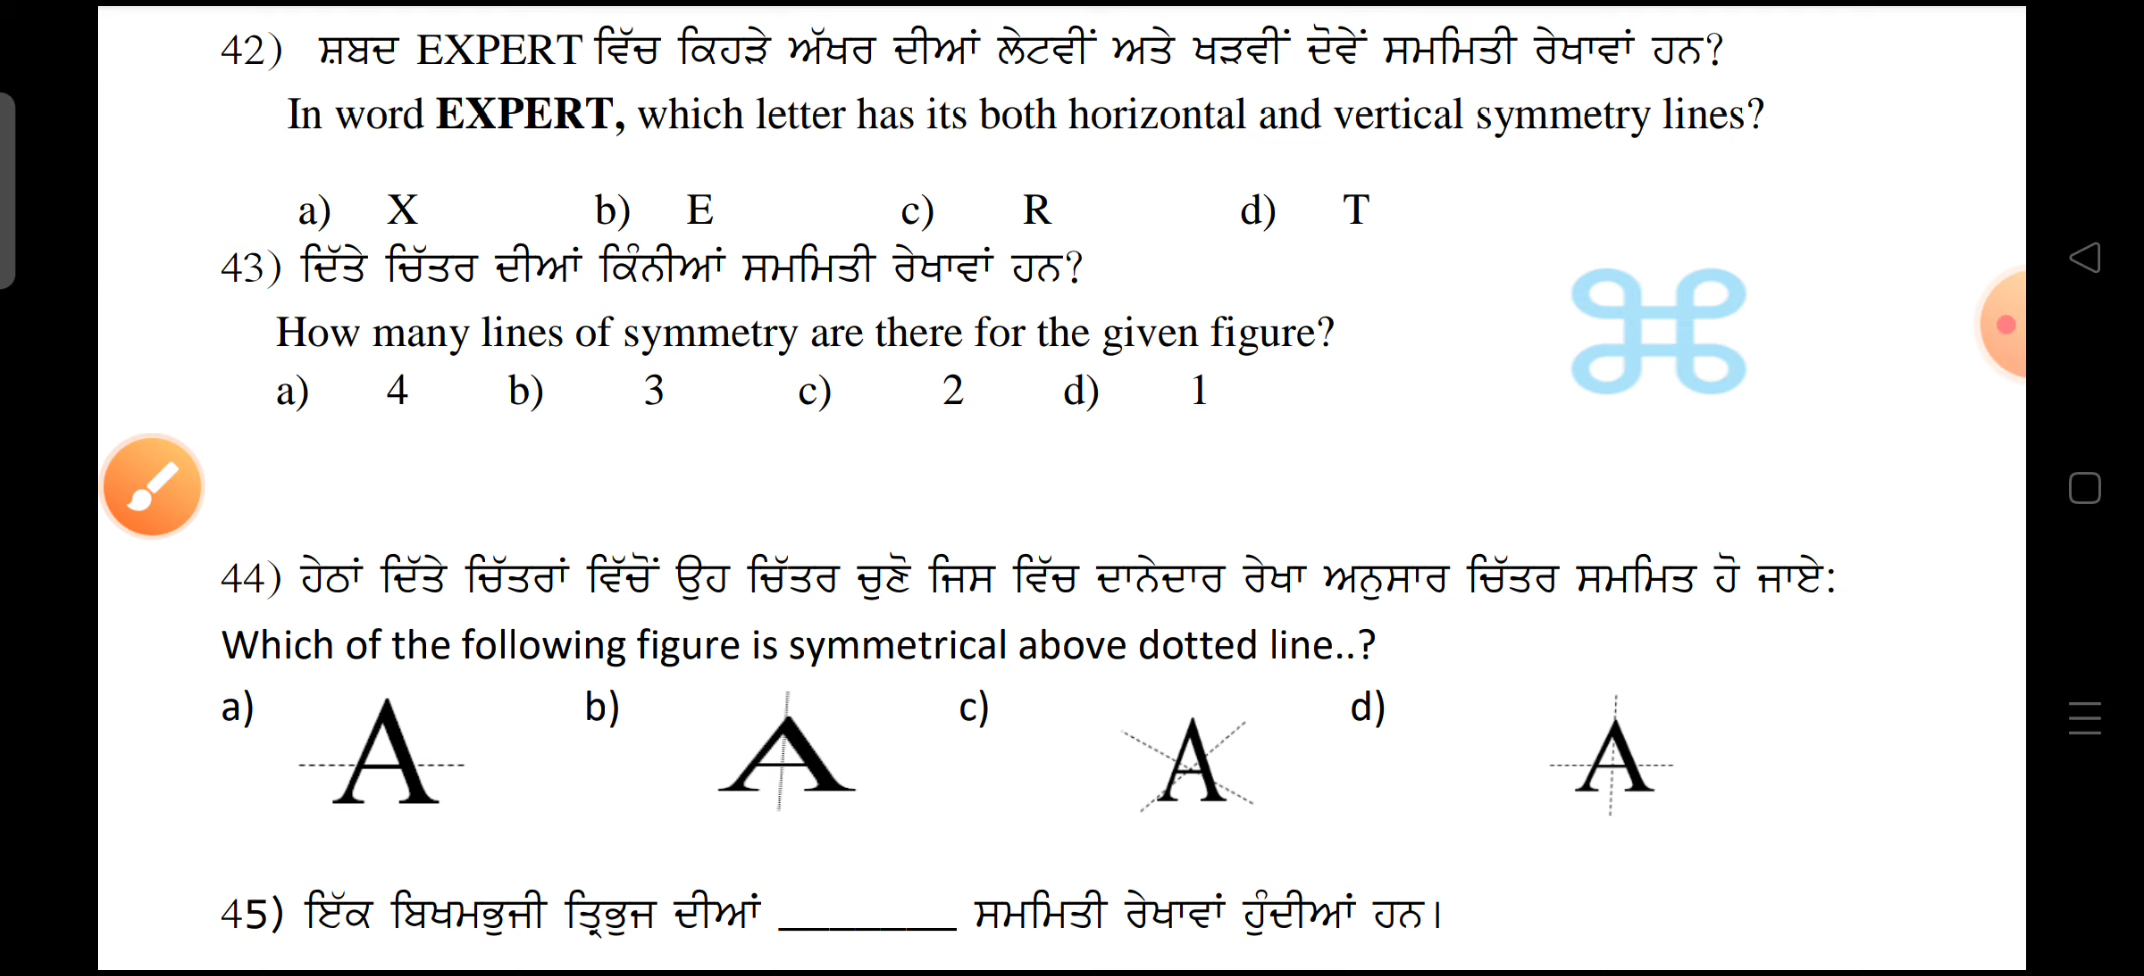 42) ਸ਼ਬਦ EXPERT ਵਿੱਚ ਕਿਹੜੇ ਅੱਖਰ ਦੀਆਂ ਲੇਟਵੀਂ ਅਤੇ ਖੜਵੀਂ ਦੋਵੇਂ ਸਮਮਿਤੀ ਰੇਖਾਵਾਂ ਹਨ?
In word EXPERT, which letter has its both horizontal and vertical symmetry lines?
a) X b) E c) R d) T
43) ਦਿੱਤੇ ਚਿੱਤਰ ਦੀਆਂ ਕਿੰਨੀਆਂ ਸਮਮਿਤੀ ਰੇਖਾਵਾਂ ਹਨ?
How many lines of symmetry are there for the given figure?
a) 4 b) 3 c) 2 d) 1
44) ਹੇਠਾਂ ਦਿੱਤੇ ਚਿੱਤਰਾਂ ਵਿੱਚੋਂ ਉਹ ਚਿੱਤਰ ਚੁਣੋ ਜਿਸ ਵਿੱਚ ਦਾਨੇਦਾਰ ਰੇਖਾ ਅਨੁਸਾਰ ਚਿੱਤਰ ਸਮਮਿਤ ਹੋ ਜਾਏ:
Which of the following figure is symmetrical above dotted line..?
a) A b) A c) A d) A
45) ਇੱਕ ਬਿਖਮਭੁਜੀ ਤ੍ਰਿਭੁਜ ਦੀਆਂ ________ ਸਮਮਿਤੀ ਰੇਖਾਵਾਂ ਹੁੰਦੀਆਂ ਹਨ।